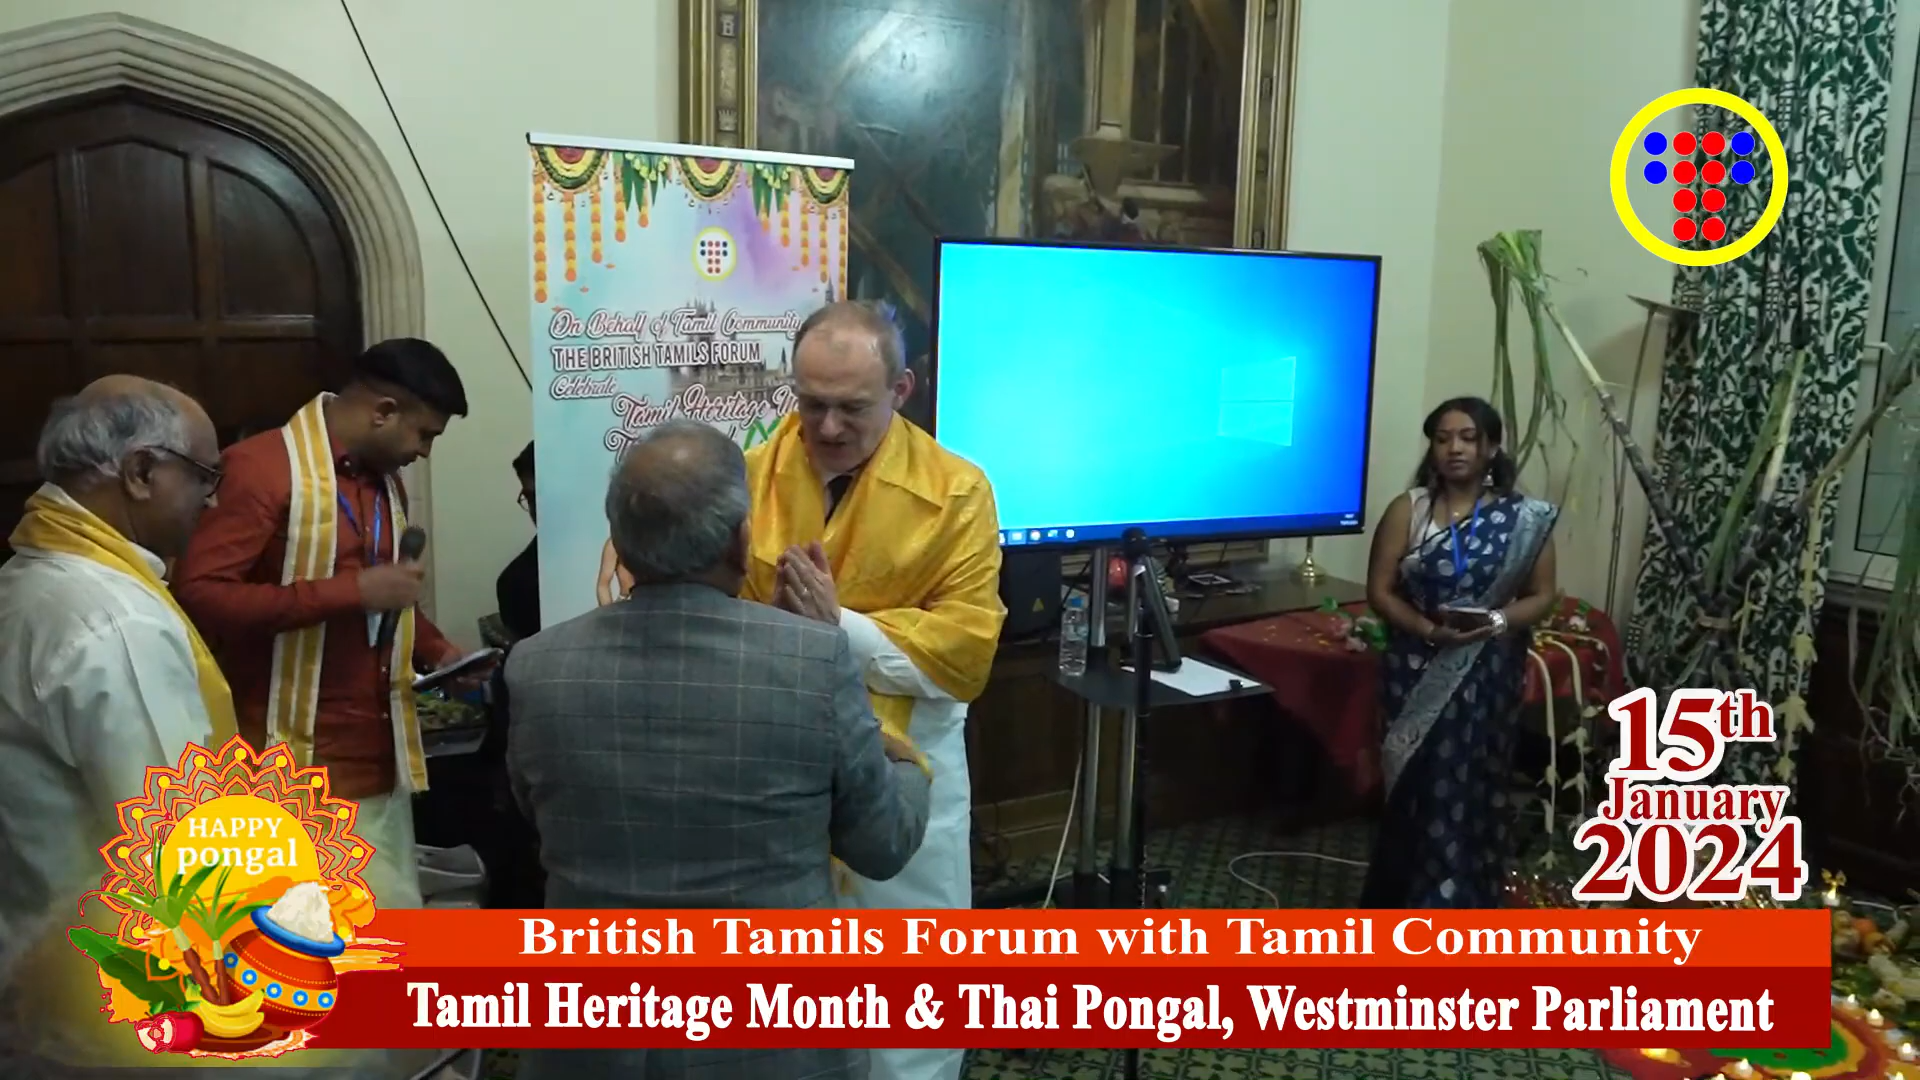 On Behalf of Tamil Community
THE BRITISH TAMILS FORUM
Celebrate
Tamil Heritage
15th
January
2024
HAPPY
pongal
British Tamils Forum with Tamil Community
Tamil Heritage Month & Thai Pongal, Westminster Parliament